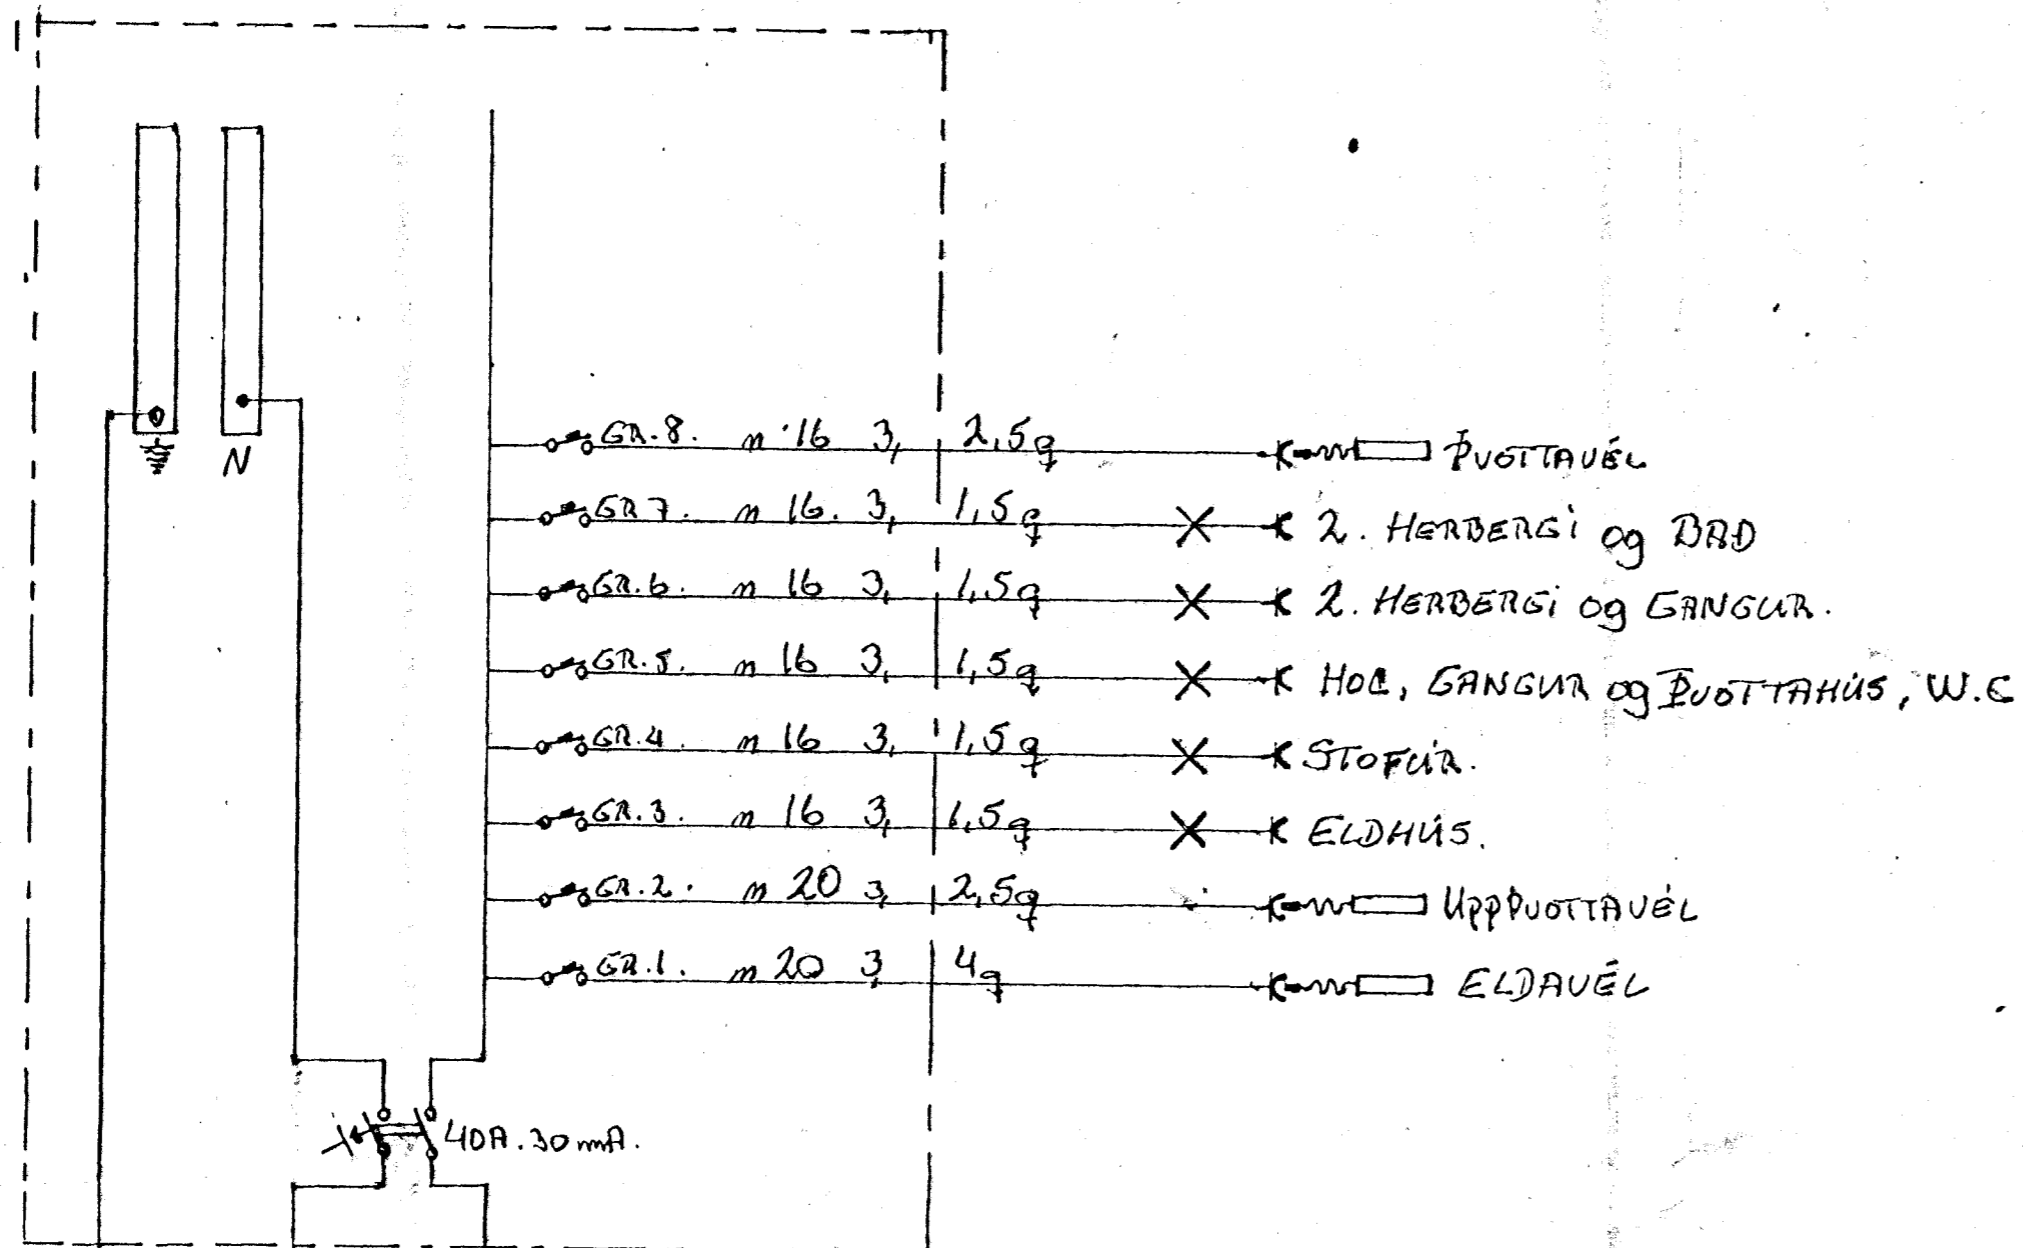 GR.8. n 16 3, 2,5q ÞVOTTAVÉL
N
GR 7. n 16. 3, 1,5q 2. HERBERGI og BAÐ
GR.6. n 16 3, 1,5q 2. HERBERGI og GANGUR.
GR.5. n 16 3, 1,5q HOL, GANGUR og ÞVOTTAHÚS, W.C
GR.4. n 16 3, 1,5q STOFUR.
GR.3. n 16 3, 1,5q ELDHÚS.
GR.2. n 20 3, 2,5q UPPÞVOTTAVÉL
GR.1. n 20 3, 4q ELDAVÉL
40A. 30mA.